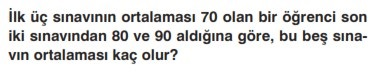 İlk üç sınavının ortalaması 70 olan bir öğrenci son
iki sınavından 80 ve 90 aldığına göre, bu beş sına-
vın ortalaması kaç olur?